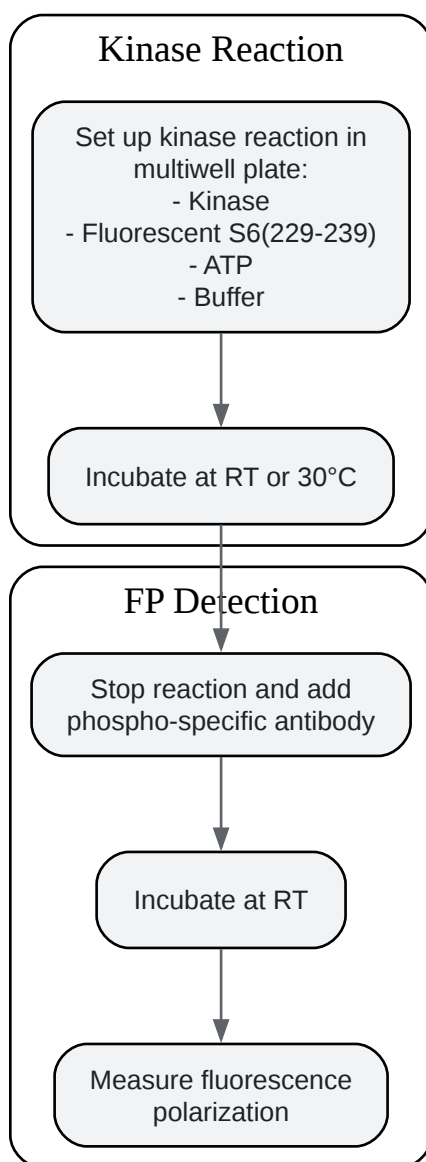 Kinase Reaction
Set up kinase reaction in
multiwell plate:
- Kinase
- Fluorescent S6(229-239)
- ATP
- Buffer
Incubate at RT or 30°C
FP Detection
Stop reaction and add
phospho-specific antibody
Incubate at RT
Measure fluorescence
polarization